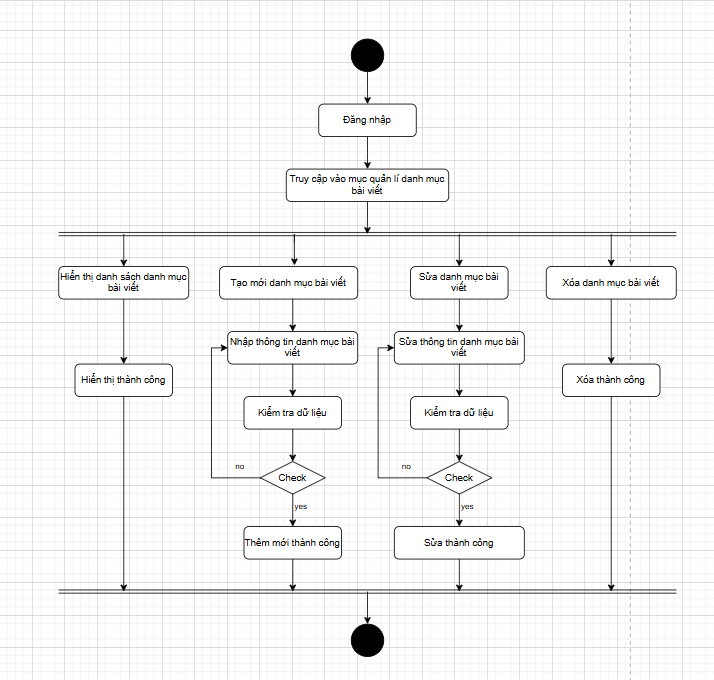 Đăng nhập
Truy cập vào mục quản lí danh mục
bài viết
Hiển thị danh sách danh mục
bài viết
Tạo mới danh mục bài viết
Sửa danh mục bài
viết
Xóa danh mục bài viết
Nhập thông tin danh mục bài
viết
Sửa thông tin danh mục bài
viết
Hiển thị thành công
Xóa thành công
Kiểm tra dữ liệu
Kiểm tra dữ liệu
no
Check
no
Check
yes
yes
Thêm mới thành công
Sửa thành công